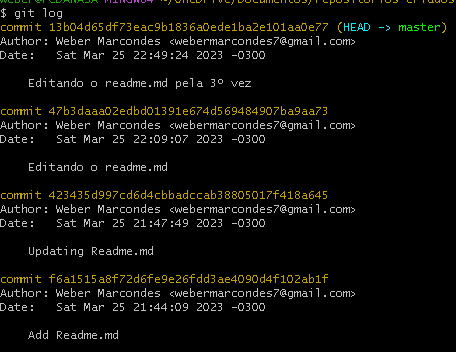 $ git log
commit 13b04d65df73eac9b1836a0ede1ba2e101aa0e77 (HEAD -> master)
Author: Weber Marcondes <webermarcondes7@gmail.com>
Date:   Sat Mar 25 22:49:24 2023 -0300
Editando o readme.md pela 3º vez
commit 47b3daaa02edbd01391e674d569484907ba9aa73
Author: Weber Marcondes <webermarcondes7@gmail.com>
Date:   Sat Mar 25 22:09:07 2023 -0300
Editando o readme.md
commit 423435d997cd6d4cbbadccab38805017f418a645
Author: Weber Marcondes <webermarcondes7@gmail.com>
Date:   Sat Mar 25 21:47:49 2023 -0300
Updating Readme.md
commit f6a1515a8f72d6fe9e26fdd3ae4090d4f102ab1f
Author: Weber Marcondes <webermarcondes7@gmail.com>
Date:   Sat Mar 25 21:44:09 2023 -0300
Add Readme.md